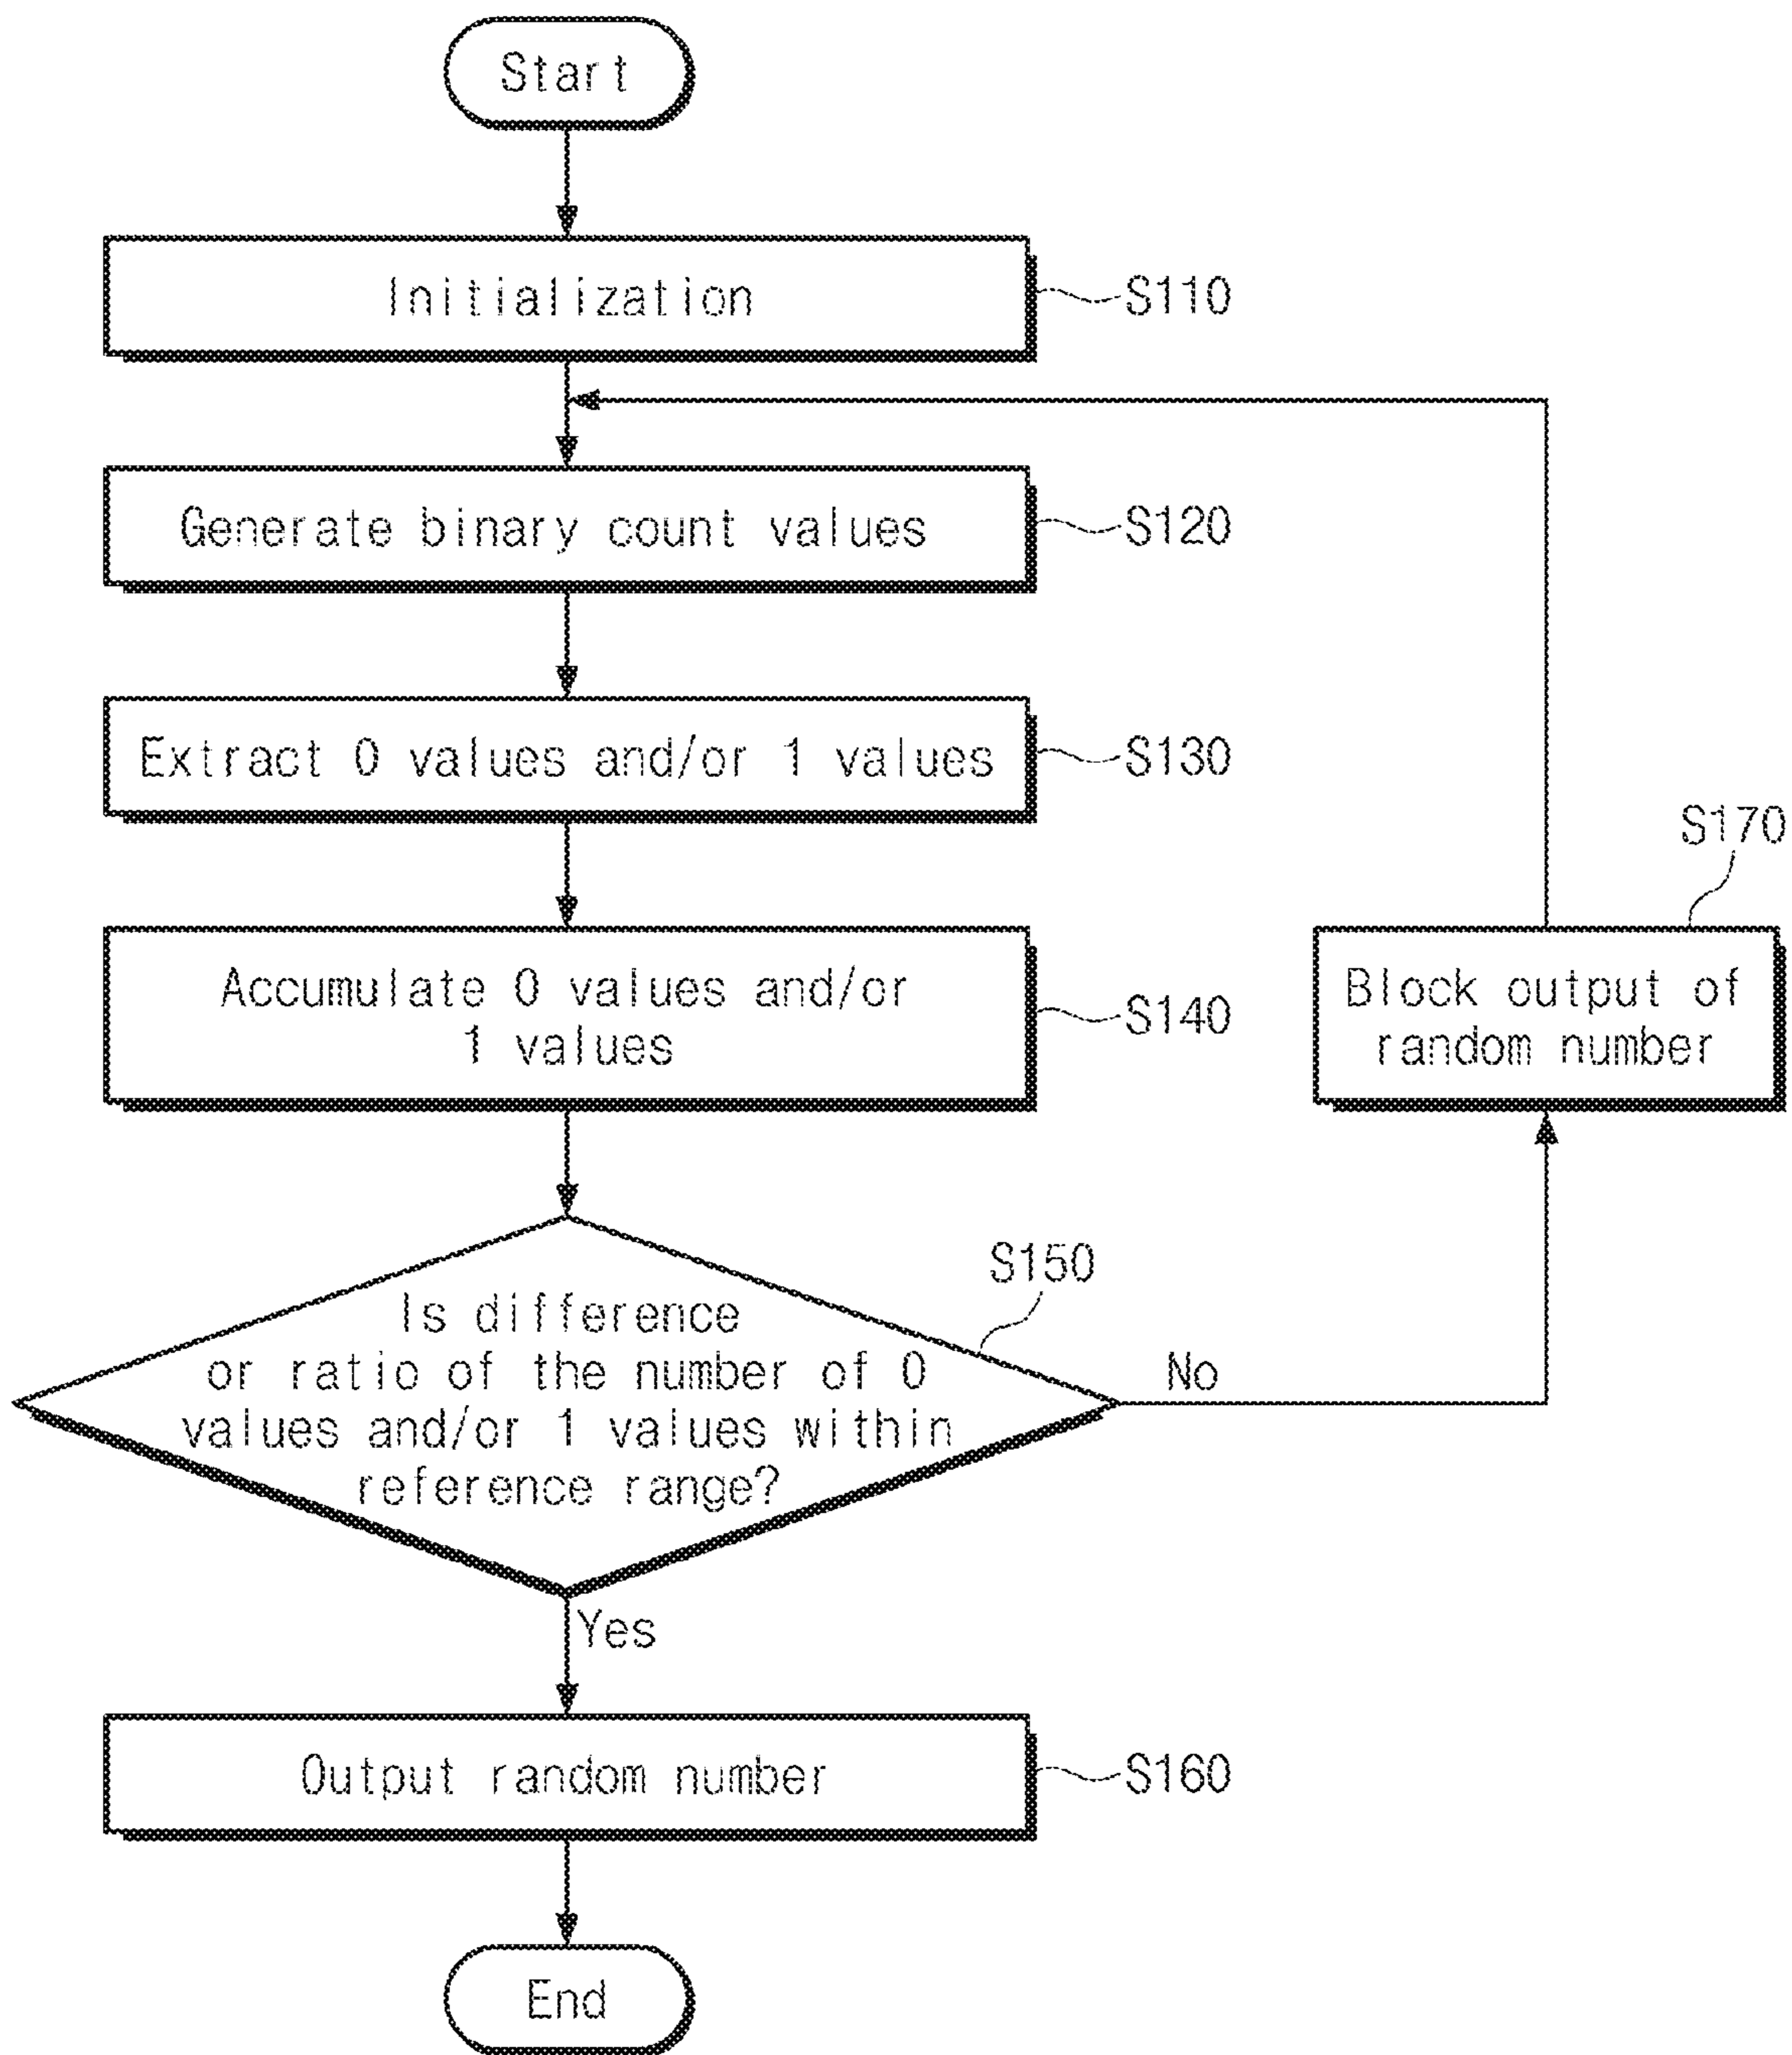 Start
Initialization
S110
Generate binary count values
S120
Extract 0 values and/or 1 values
S130
S170
Accumulate 0 values and/or
1 values
S140
Block output of
random number
S150
Is difference
or ratio of the number of 0
values and/or 1 values within
reference range?
No
Yes
Output random number
S160
End